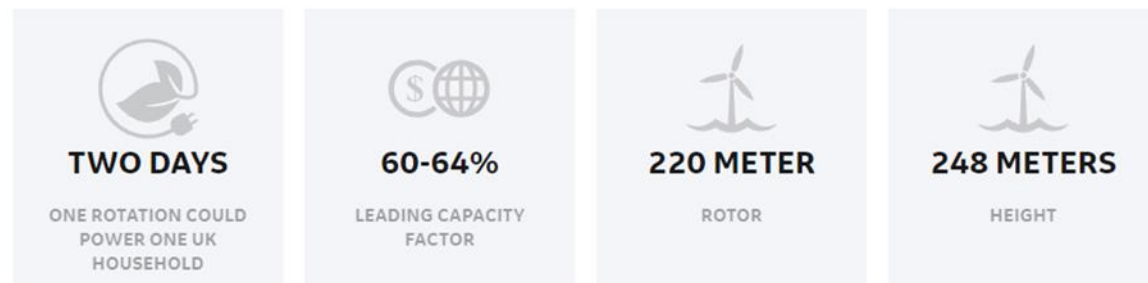 TWO DAYS
ONE ROTATION COULD
POWER ONE UK
HOUSEHOLD
$
60-64%
LEADING CAPACITY
FACTOR
220 METER
ROTOR
248 METERS
HEIGHT